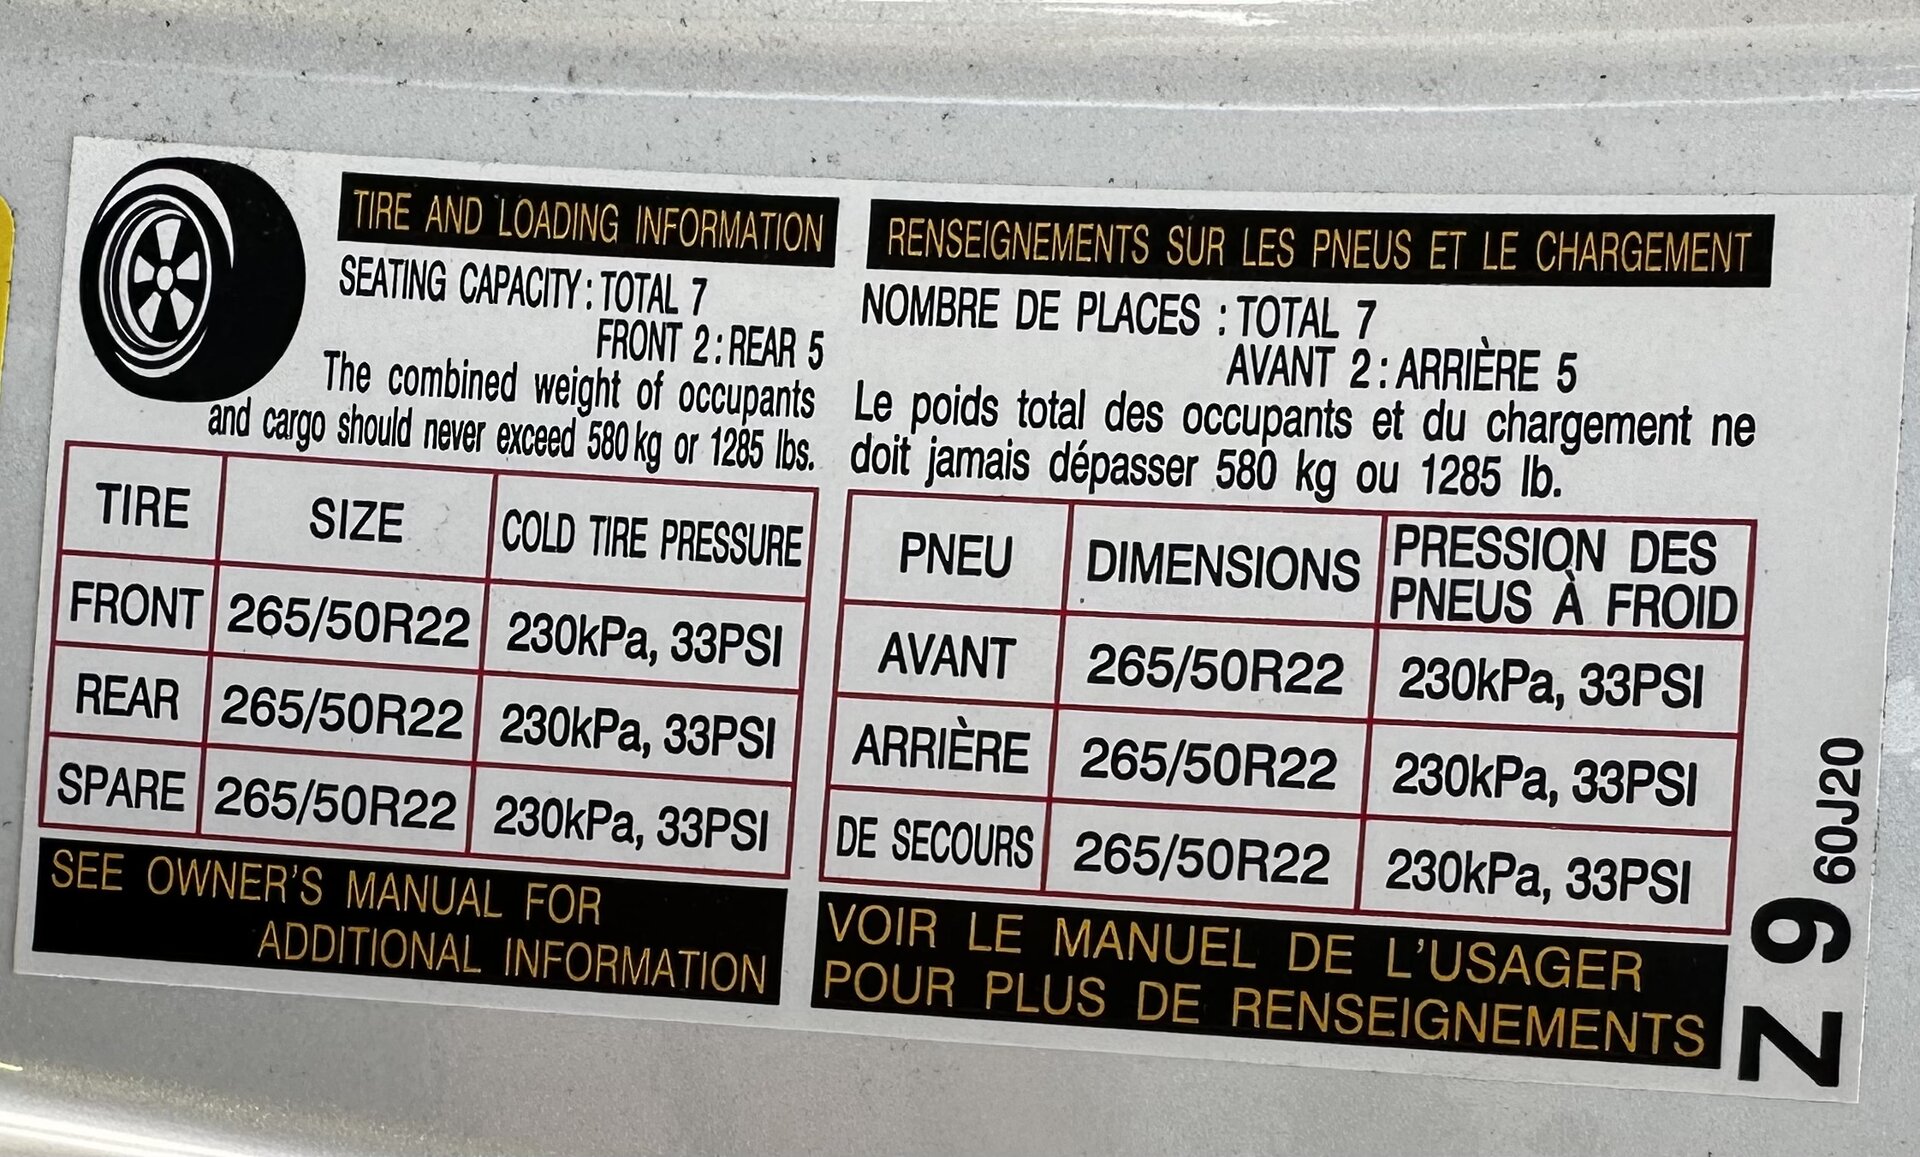 TIRE AND LOADING INFORMATION
SEATING CAPACITY : TOTAL 7
FRONT 2 : REAR 5
The combined weight of occupants
and cargo should never exceed 580 kg or 1285 lbs.
TIRE SIZE COLD TIRE PRESSURE
FRONT 265/50R22 230kPa, 33PSI
REAR 265/50R22 230kPa, 33PSI
SPARE 265/50R22 230kPa, 33PSI
SEE OWNER'S MANUAL FOR
ADDITIONAL INFORMATION
RENSEIGNEMENTS SUR LES PNEUS ET LE CHARGEMENT
NOMBRE DE PLACES : TOTAL 7
AVANT 2 : ARRIÈRE 5
Le poids total des occupants et du chargement ne
doit jamais dépasser 580 kg ou 1285 lb.
PNEU DIMENSIONS PRESSION DES
PNEUS À FROID
AVANT 265/50R22 230kPa, 33PSI
ARRIÈRE 265/50R22 230kPa, 33PSI
DE SECOURS 265/50R22 230kPa, 33PSI
VOIR LE MANUEL DE L'USAGER
POUR PLUS DE RENSEIGNEMENTS
Z 9 60J20